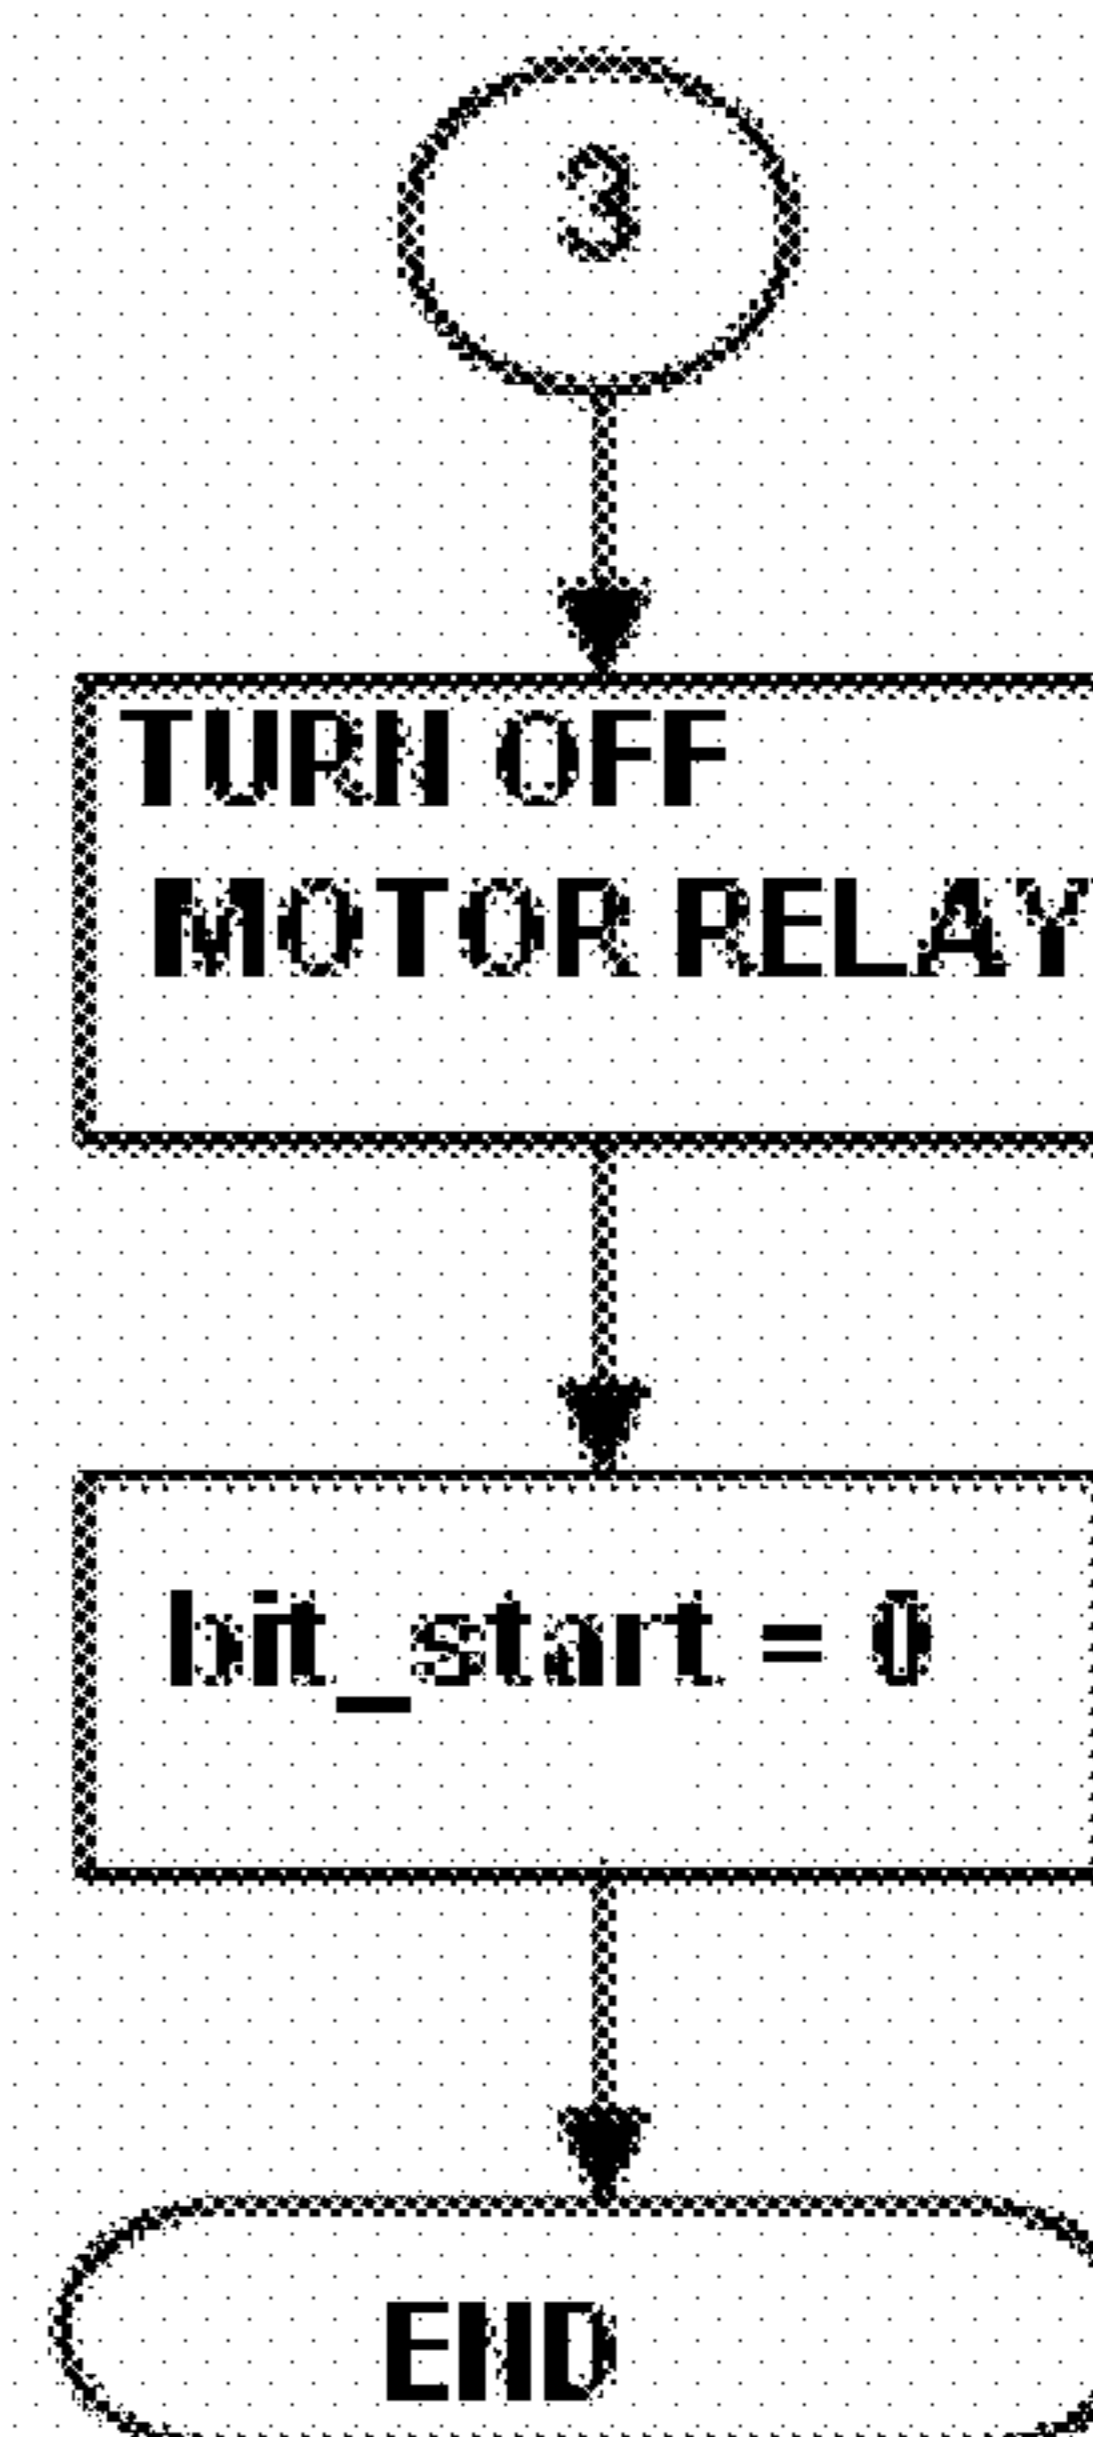 3
TURN OFF
MOTOR RELAY
bit_start = 0
END